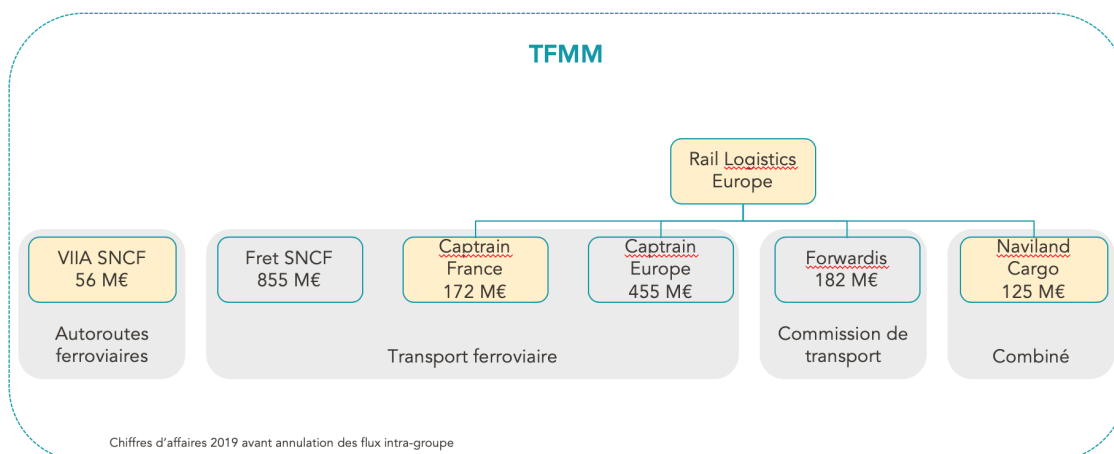 TFMM
Rail Logistics
Europe
VIIA SNCF
56 M€
Fret SNCF
855 M€
Captrain
France
172 M€
Captrain
Europe
455 M€
Forwardis
182 M€
Naviland
Cargo
125 M€
Autoroutes
ferroviaires
Transport ferroviaire
Commission de
transport
Combiné
Chiffres d’affaires 2019 avant annulation des flux intra-groupe